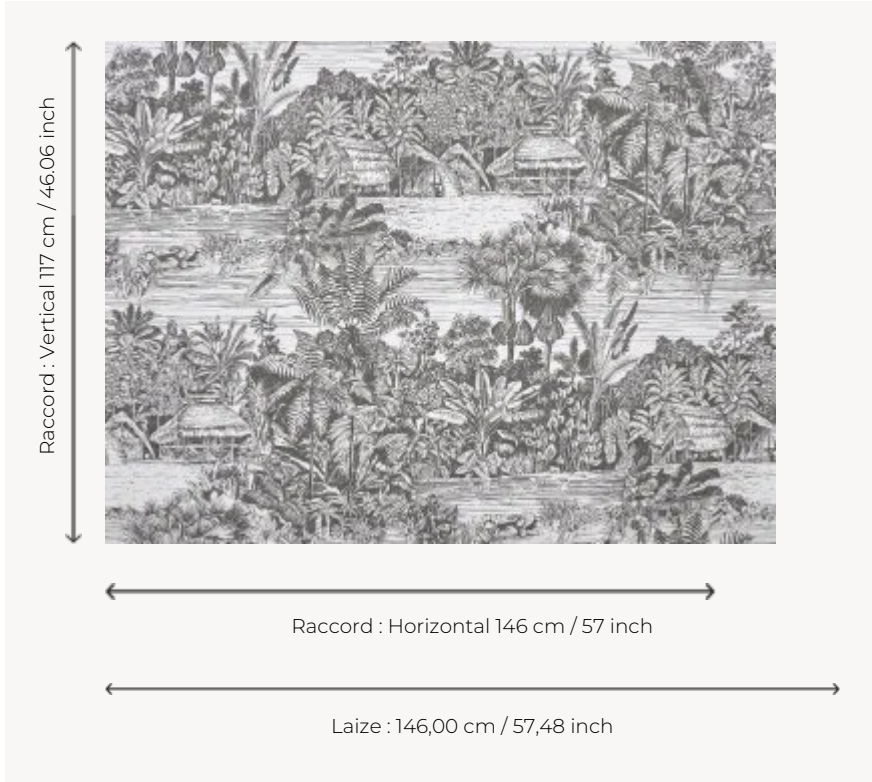 Raccord : Vertical 117 cm / 46.06 inch
Raccord : Horizontal 146 cm / 57 inch
Laize : 146,00 cm / 57,48 inch